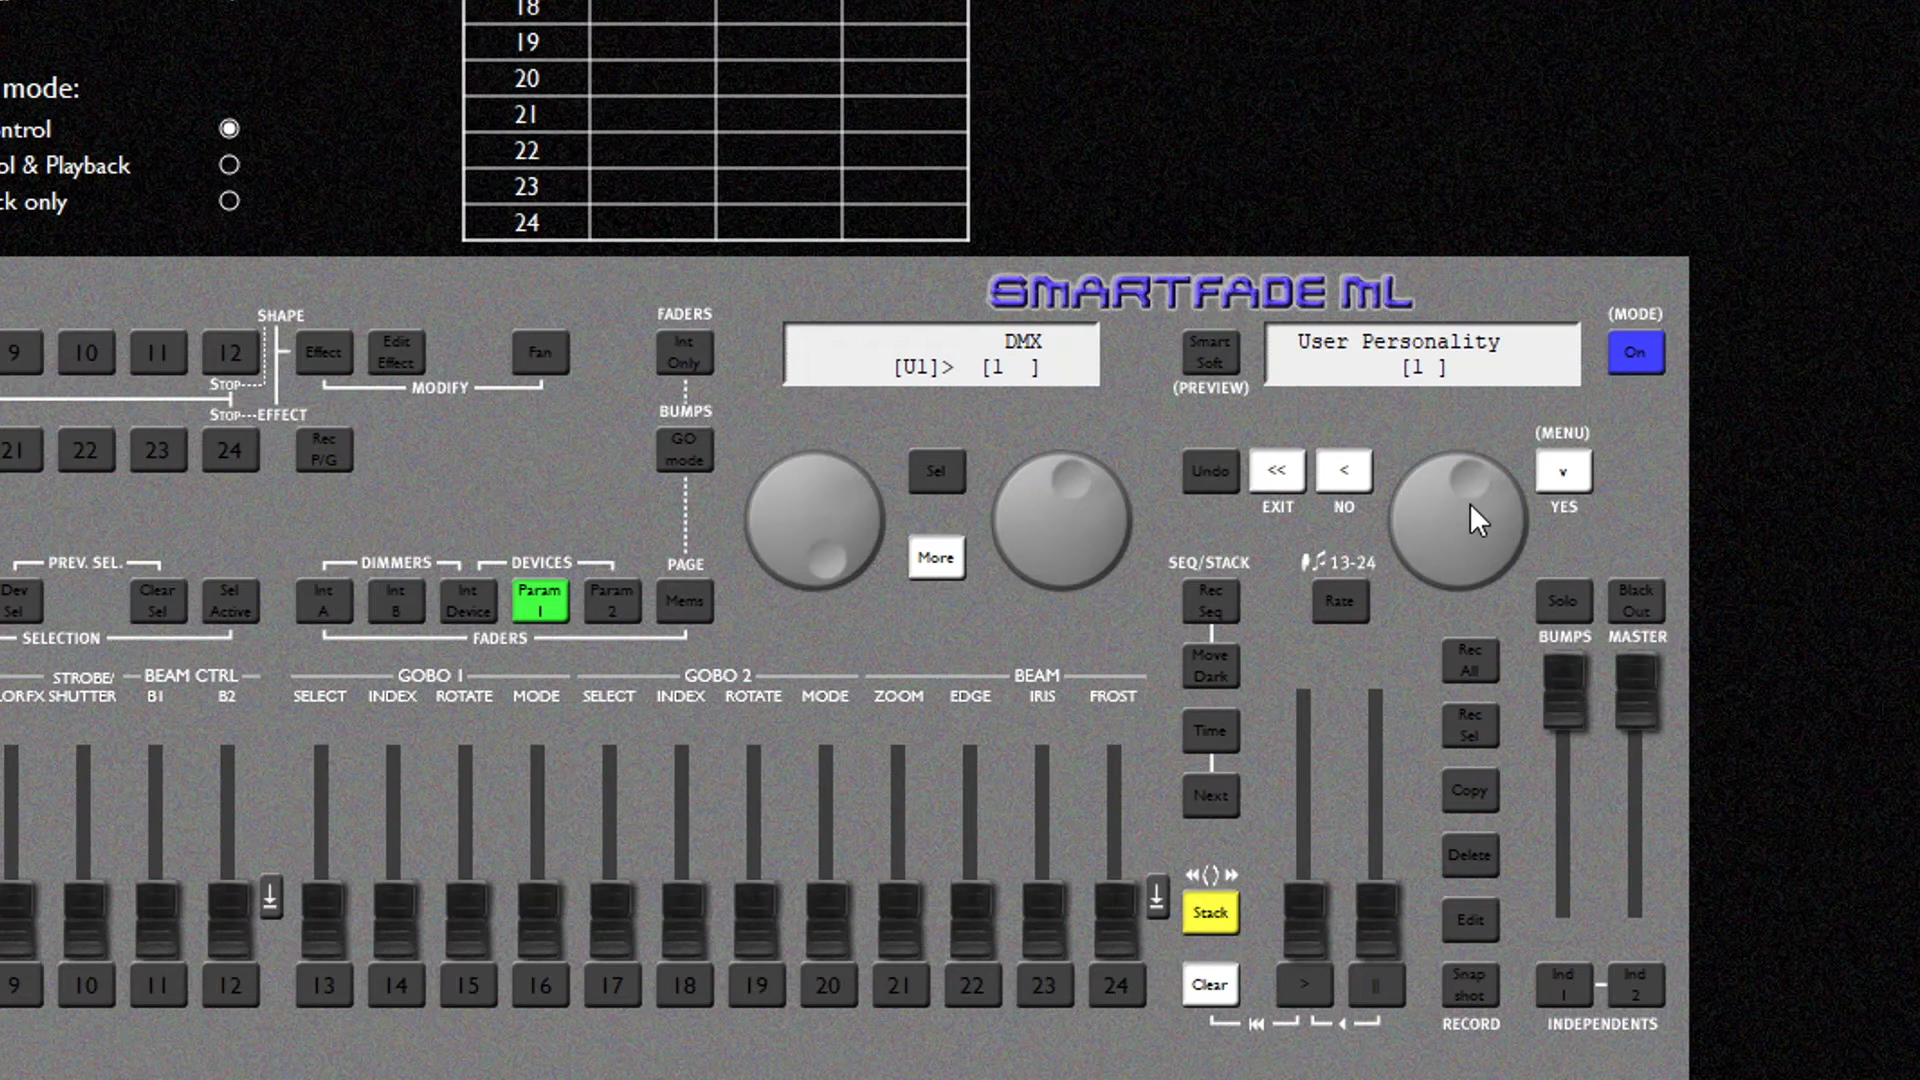 18
19
20
21
22
23
24
mode:
ntrol
ol & Playback
ck only
SMARTFADE ML
SHAPE
FADERS
(MODE)
9
10
11
12
Effect
Edit
Effect
Fan
Int
Only
DMX
[U1]> [1 ]
Smart
Soft
(PREVIEW)
User Personality
[1 ]
On
STOP
MODIFY
STOP---EFFECT
BUMPS
21
22
23
24
Rec
P/G
GO
mode
Sel
More
Undo
<<
EXIT
<
NO
(MENU)
v
YES
PREV. SEL.
DIMMERS
DEVICES
PAGE
SEQ/STACK
13-24
Dev
Sel
Clear
Sel
Sel
Active
Int
A
Int
B
Int
Device
Param
1
Param
2
Mems
Rec
Seq
Rate
Solo
Black
Out
SELECTION
FADERS
BUMPS
MASTER
STROBE/
BEAM CTRL
GOBO 1
GOBO 2
BEAM
LORFX SHUTTER
B1
B2
SELECT
INDEX
ROTATE
MODE
SELECT
INDEX
ROTATE
MODE
ZOOM
EDGE
IRIS
FROST
Move
Dark
Rec
All
Time
Rec
Sel
Next
Copy
Delete
Stack
Edit
9
10
11
12
13
14
15
16
17
18
19
20
21
22
23
24
Clear
>
||
Snap
shot
Ind
1
Ind
2
RECORD
INDEPENDENTS